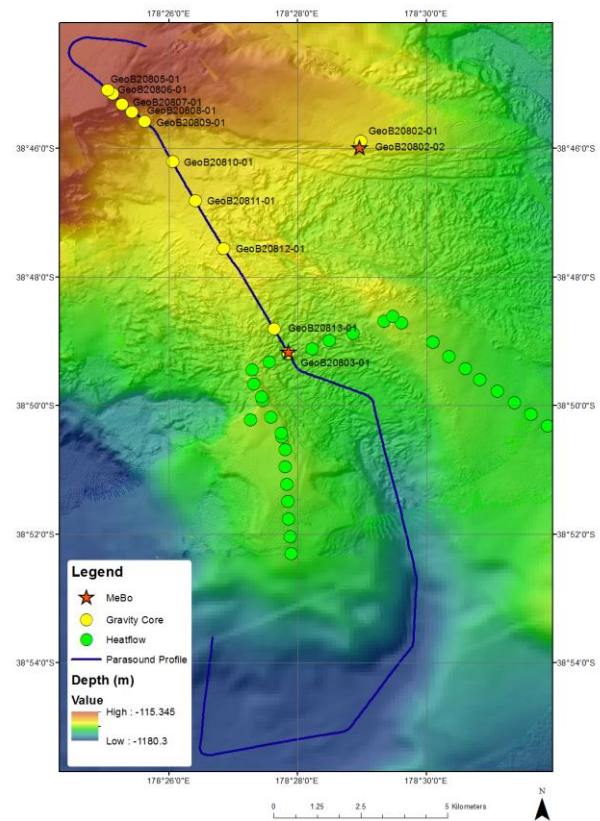 178°26'0"E 178°28'0"E 178°30'0"E
GeoB20805-01
GeoB20806-01
GeoB20807-01
GeoB20808-01
GeoB20809-01
GeoB20802-01
38°46'0"S GeoB20802-02 38°46'0"S
GeoB20810-01
GeoB20811-01
GeoB20812-01
38°48'0"S 38°48'0"S
GeoB20813-01
GeoB20803-01
38°50'0"S 38°50'0"S
38°52'0"S 38°52'0"S
Legend
MeBo
Gravity Core
Heatflow
Parasound Profile
Depth (m)
Value
High : -115.345
Low : -1180.3
38°54'0"S 38°54'0"S
178°26'0"E 178°28'0"E 178°30'0"E
0 1.25 2.5 5 Kilometers
N